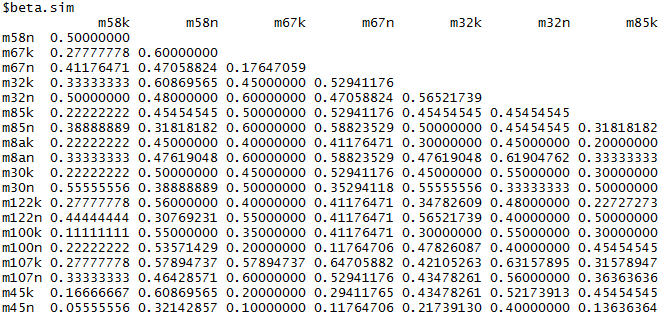 $beta.sim
m58k m58n m67k m67n m32k m32n m85k
m58n 0.50000000
m67k 0.27777778 0.60000000
m67n 0.41176471 0.47058824 0.17647059
m32k 0.33333333 0.60869565 0.45000000 0.52941176
m32n 0.50000000 0.48000000 0.60000000 0.47058824 0.56521739
m85k 0.22222222 0.45454545 0.50000000 0.52941176 0.45454545 0.45454545
m85n 0.38888889 0.31818182 0.60000000 0.58823529 0.50000000 0.45454545 0.31818182
m8ak 0.22222222 0.45000000 0.40000000 0.41176471 0.30000000 0.45000000 0.20000000
m8an 0.33333333 0.47619048 0.60000000 0.58823529 0.47619048 0.61904762 0.33333333
m30k 0.22222222 0.50000000 0.45000000 0.52941176 0.45000000 0.55000000 0.30000000
m30n 0.55555556 0.38888889 0.50000000 0.35294118 0.55555556 0.33333333 0.50000000
m122k 0.27777778 0.56000000 0.40000000 0.41176471 0.34782609 0.48000000 0.22727273
m122n 0.44444444 0.30769231 0.55000000 0.41176471 0.56521739 0.40000000 0.50000000
m100k 0.11111111 0.55000000 0.35000000 0.41176471 0.30000000 0.55000000 0.30000000
m100n 0.22222222 0.53571429 0.20000000 0.11764706 0.47826087 0.40000000 0.45454545
m107k 0.27777778 0.57894737 0.57894737 0.64705882 0.42105263 0.63157895 0.31578947
m107n 0.33333333 0.46428571 0.60000000 0.52941176 0.43478261 0.56000000 0.36363636
m45k 0.16666667 0.60869565 0.20000000 0.29411765 0.43478261 0.52173913 0.45454545
m45n 0.05555556 0.32142857 0.10000000 0.11764706 0.21739130 0.40000000 0.13636364